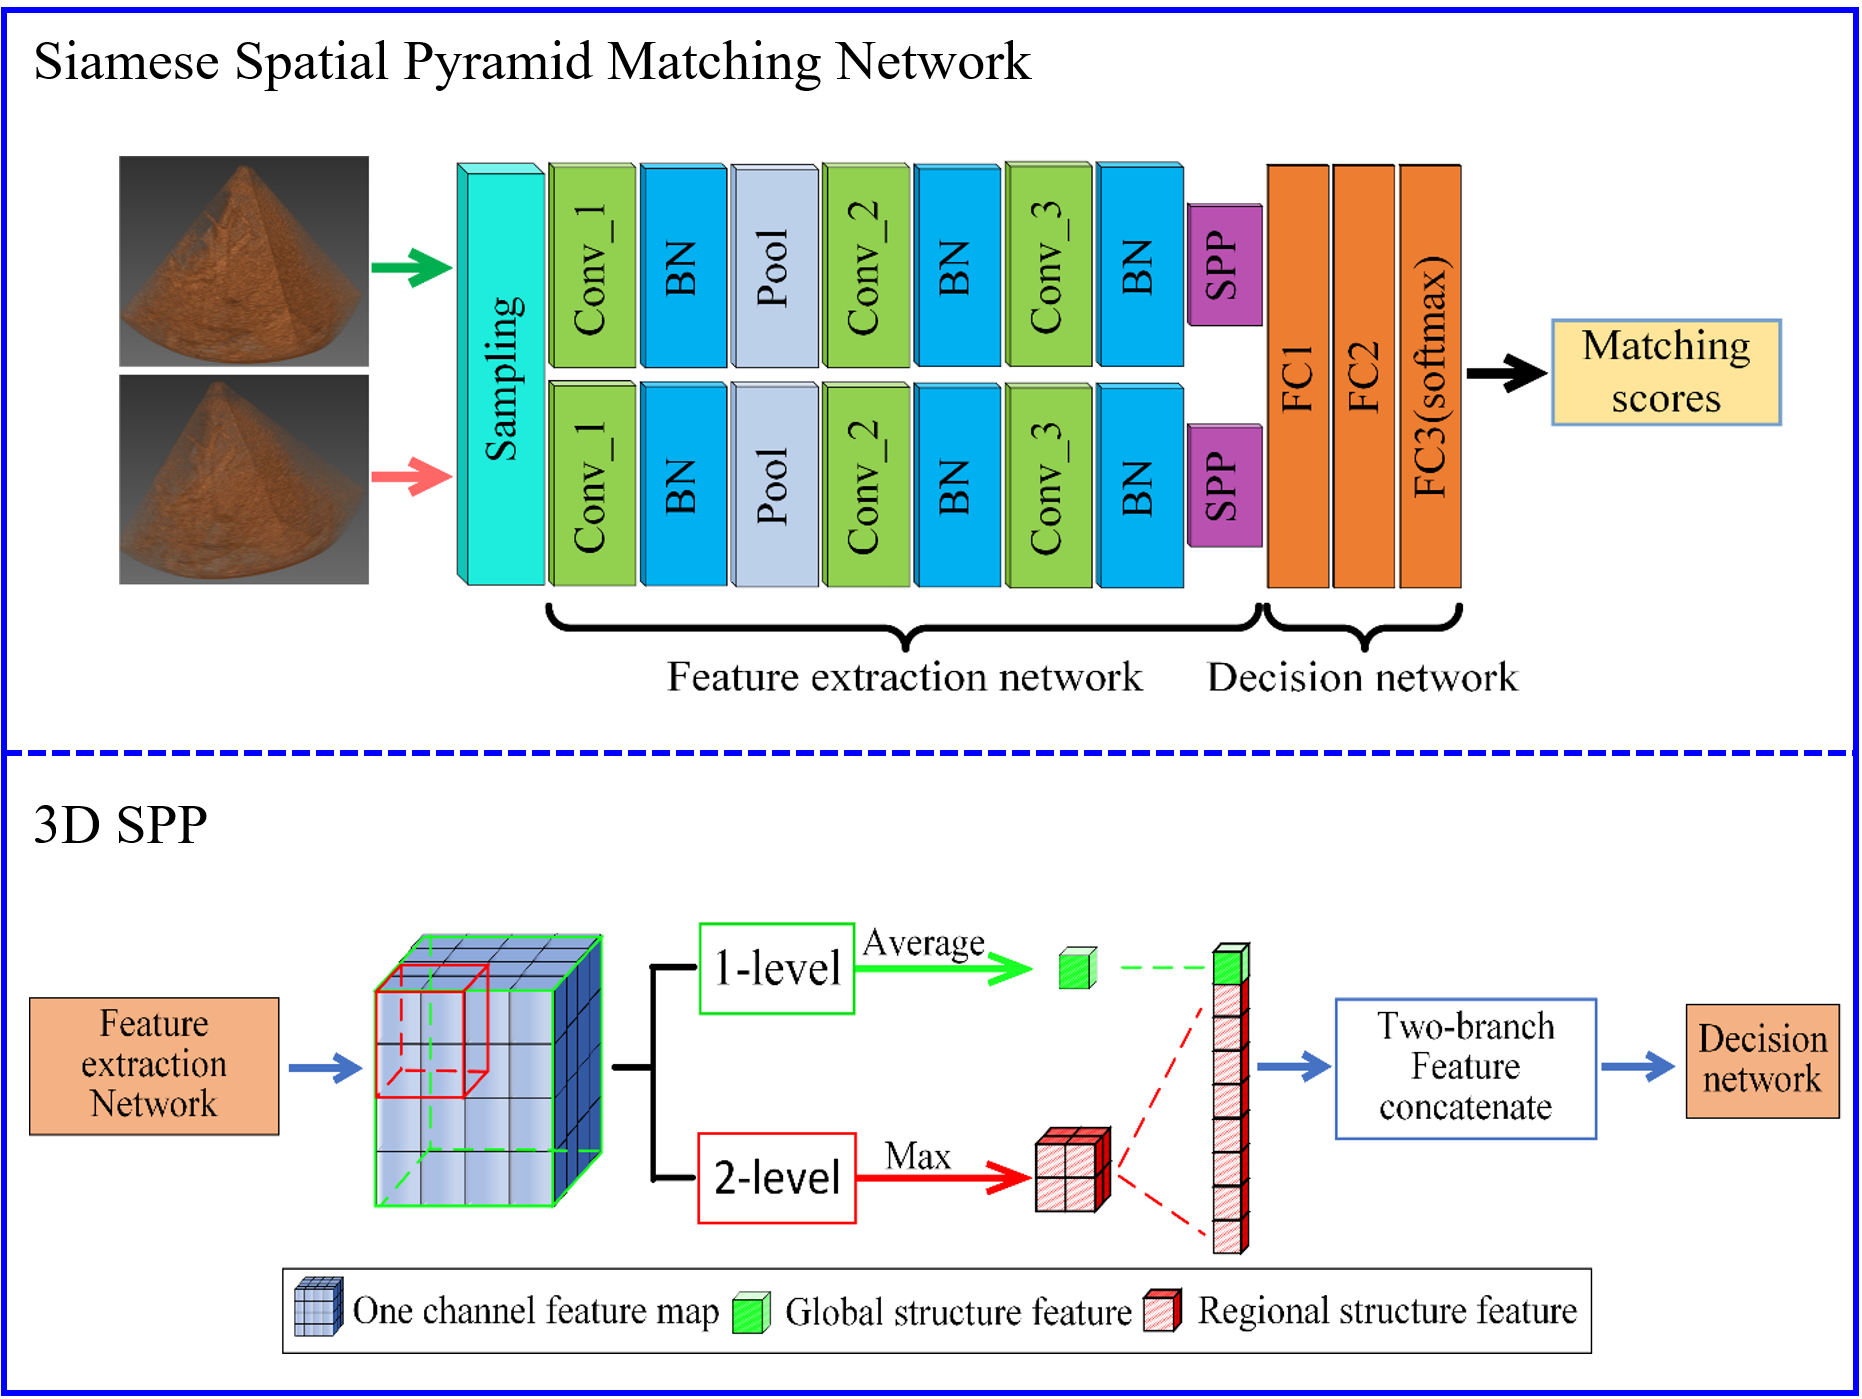 Siamese Spatial Pyramid Matching Network
Sampling
Conv_1
BN
Pool
Conv_2
BN
Conv_3
BN
SPP
Conv_1
BN
Pool
Conv_2
BN
Conv_3
BN
SPP
FC1
FC2
FC3(softmax)
Matching
scores
Feature extraction network
Decision network
3D SPP
Feature
extraction
Network
1-level
Average
2-level
Max
Two-branch
Feature
concatenate
Decision
network
One channel feature map
Global structure feature
Regional structure feature